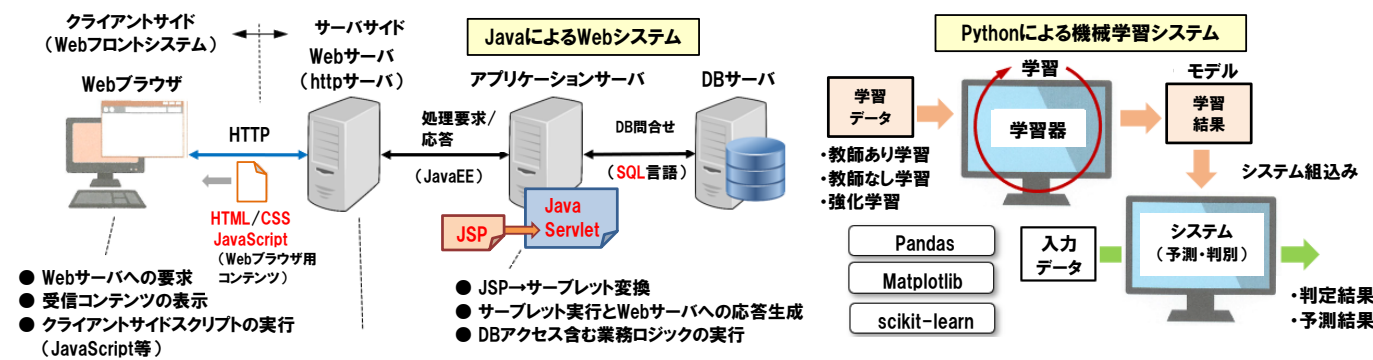 クライアントサイド
（Webフロントシステム）
サーバサイド
Webブラウザ
Webサーバ
（httpサーバ）
HTTP
HTML/CSS
JavaScript
（Webブラウザ用
コンテンツ）
● Webサーバへの要求
● 受信コンテンツの表示
● クライアントサイドスクリプトの実行
（JavaScript等）
JavaによるWebシステム
アプリケーションサーバ
DBサーバ
処理要求/
応答
（JavaEE）
DB問合せ
（SQL言語）
JSP
Java
Servlet
● JSP→サーブレット変換
● サーブレット実行とWebサーバへの応答生成
● DBアクセス含む業務ロジックの実行
Pythonによる機械学習システム
学習
データ
学習
学習器
モデル
学習
結果
・教師あり学習
・教師なし学習
・強化学習
システム組込み
Pandas
Matplotlib
scikit-learn
入力
データ
システム
（予測・判別）
・判定結果
・予測結果